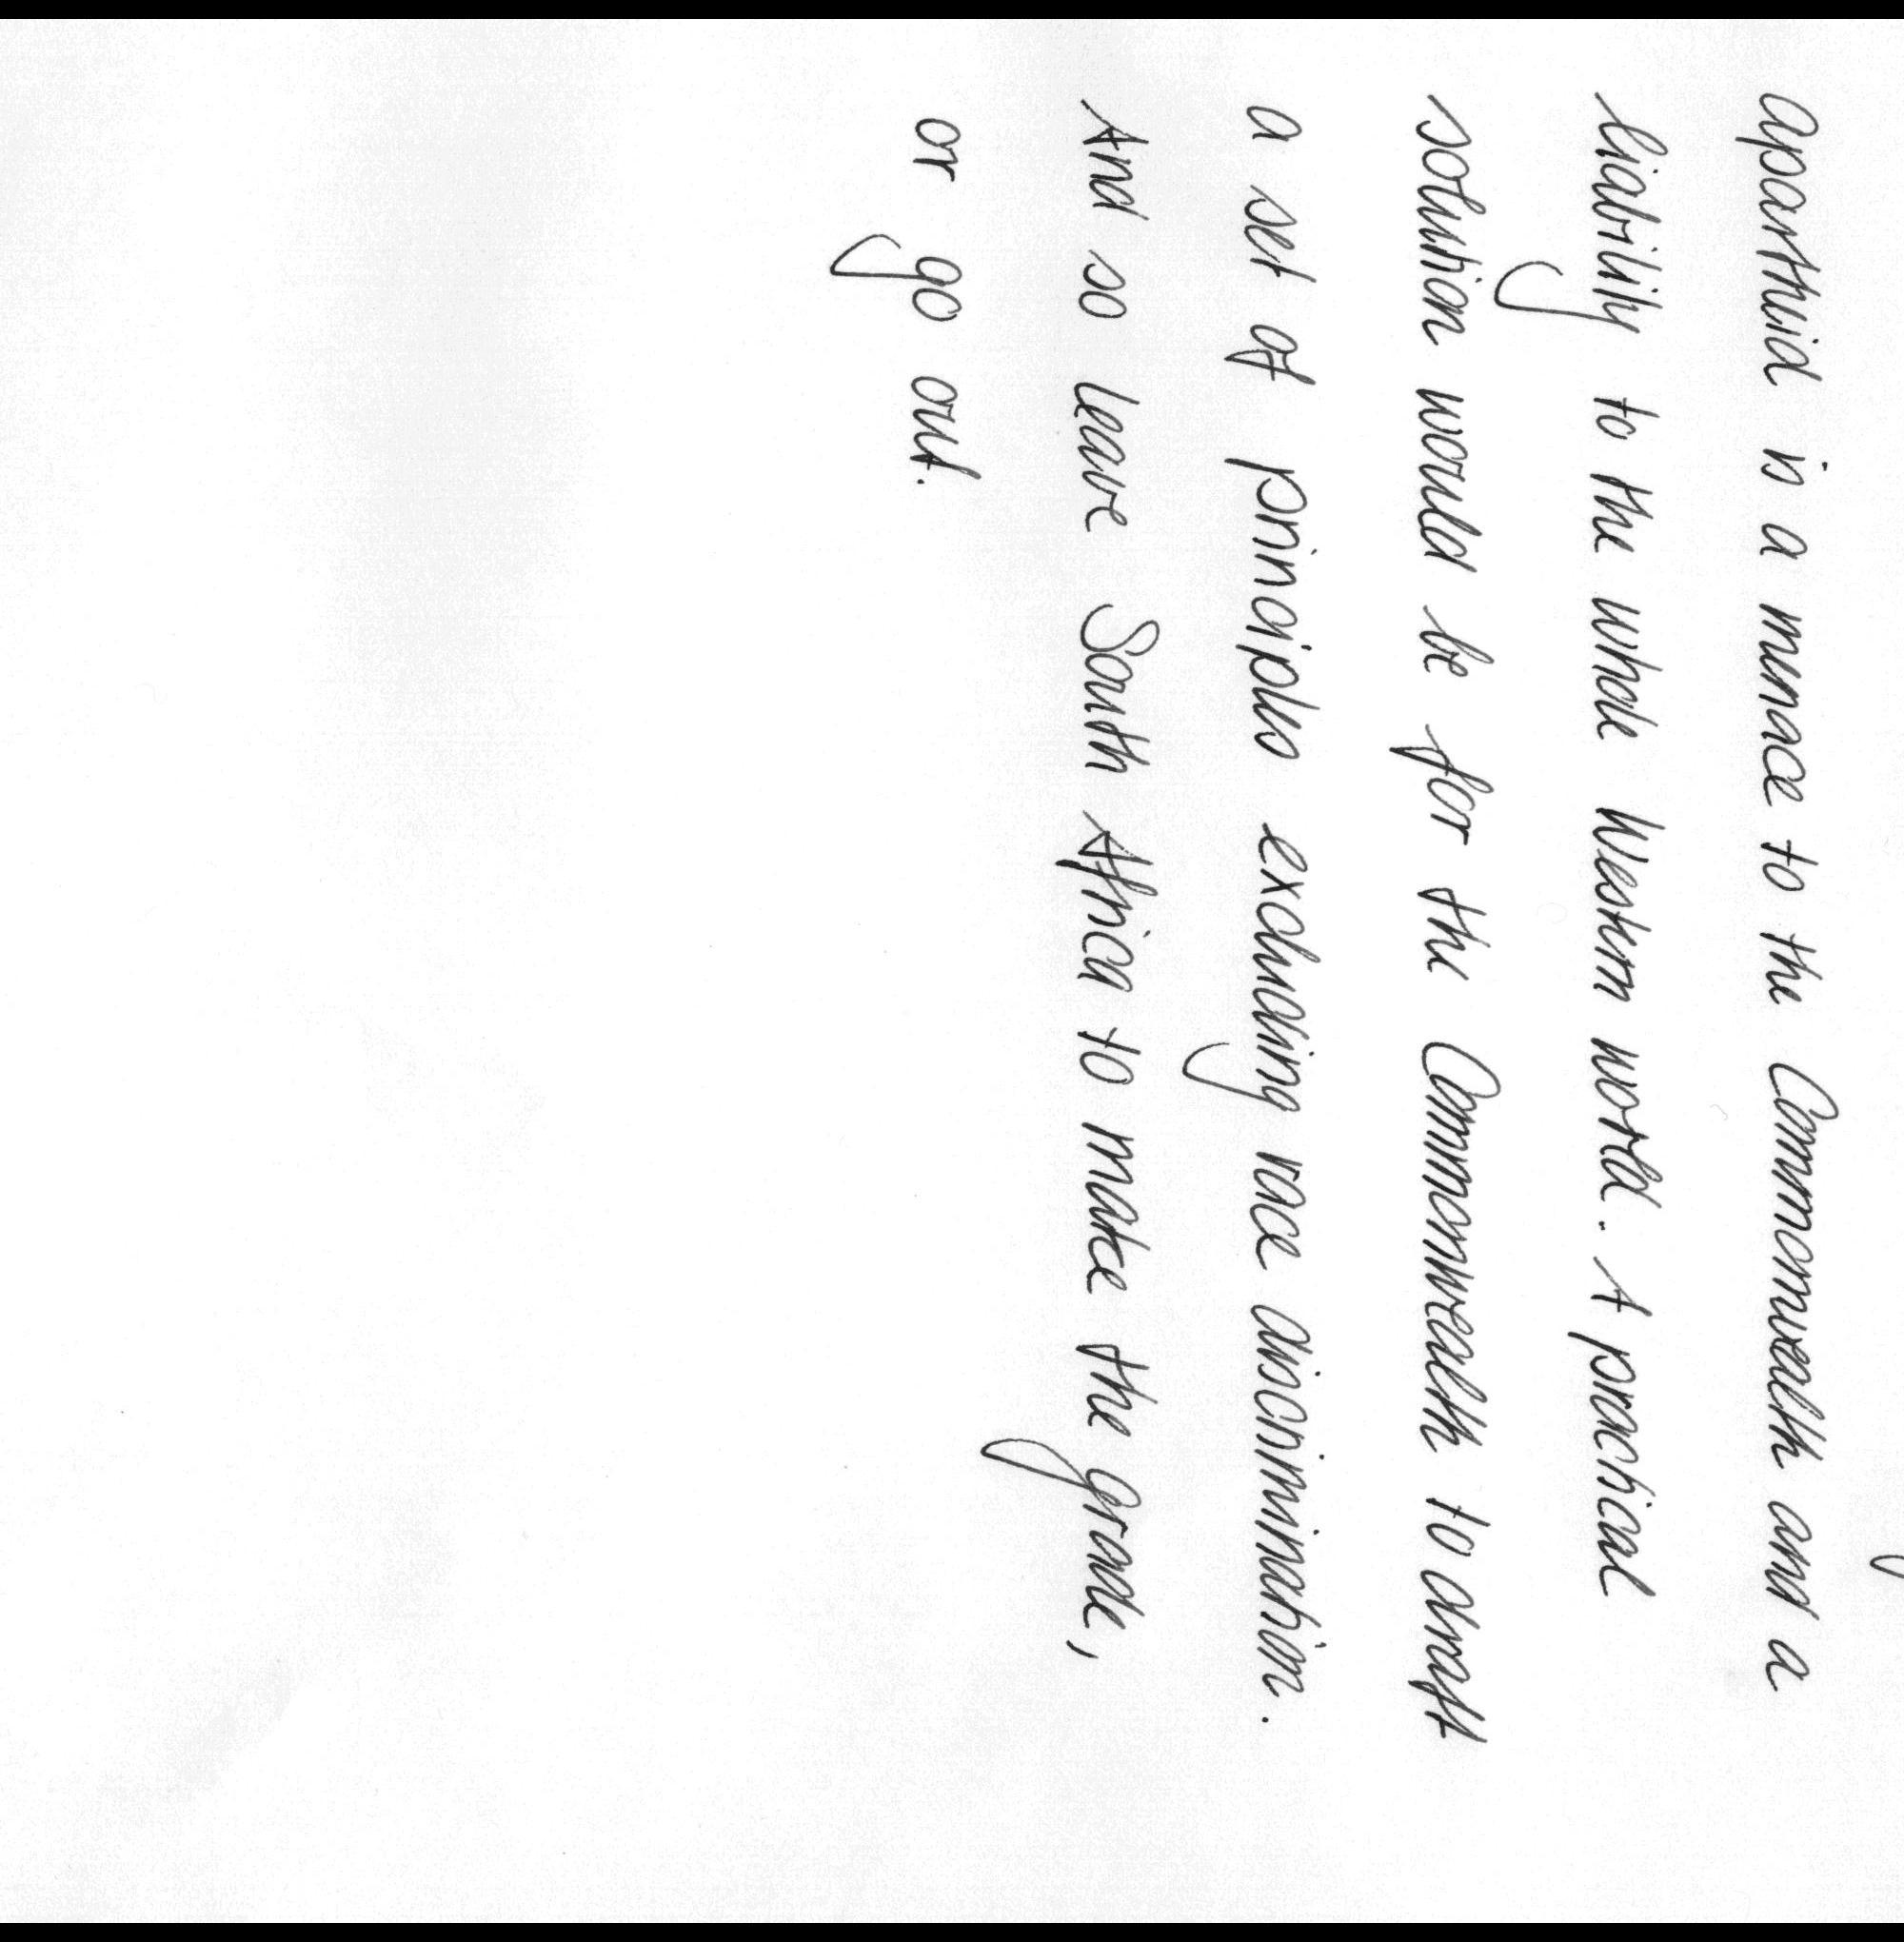 apartheid is a menace to the Commonwealth and a
liability to the whole Western world. A practical
solution would be for the Commonwealth to draft
a set of principles excluding race discrimination.
And so leave South Africa to make the grade,
or go out.